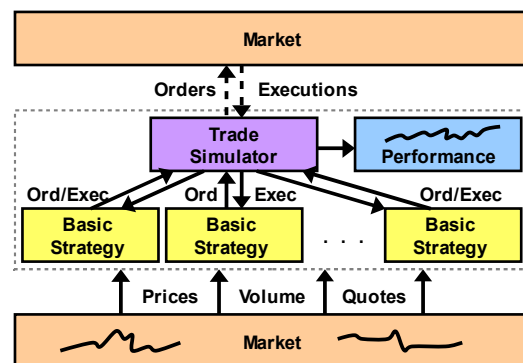 Market
Orders Executions
Trade
Simulator
Performance
Ord/Exec Ord Exec Ord/Exec
Basic
Strategy
Basic
Strategy
. . .
Basic
Strategy
Prices Volume Quotes
Market